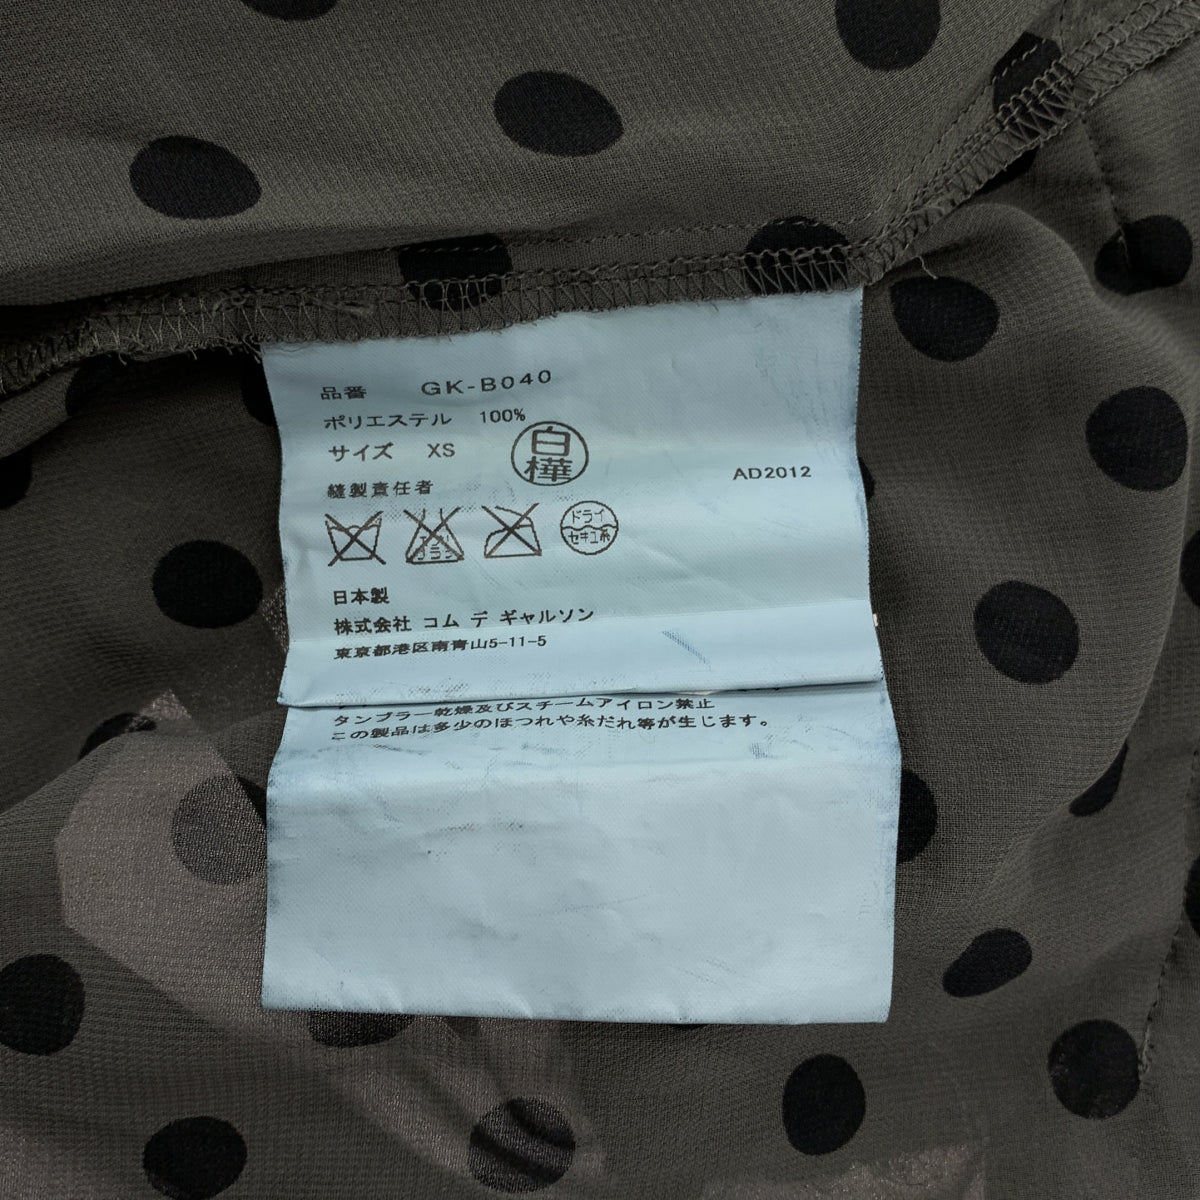 品番 GK-B040
ポリエステル 100%
サイズ XS
白樺
AD2012
縫製責任者
ドライ
セキユ系
日本製
株式会社 コム デ ギャルソン
東京都港区南青山5-11-5
タンブラー乾燥及びスチームアイロン禁止
この製品は多少のほつれや糸だれ等が生じます。